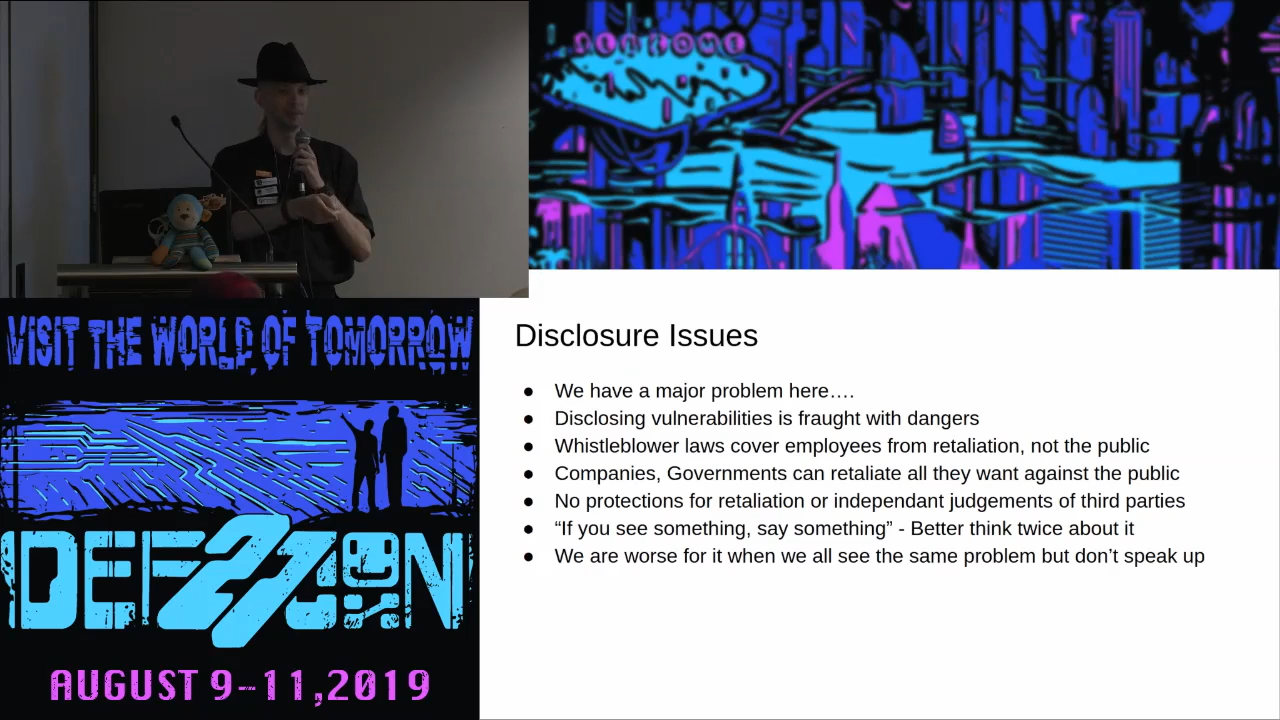 WELCOME
VISIT THE WORLD OF TOMORROW
DEF27CON
AUGUST 9-11,2019
Disclosure Issues
● We have a major problem here….
● Disclosing vulnerabilities is fraught with dangers
● Whistleblower laws cover employees from retaliation, not the public
● Companies, Governments can retaliate all they want against the public
● No protections for retaliation or independant judgements of third parties
● “If you see something, say something” - Better think twice about it
● We are worse for it when we all see the same problem but don’t speak up